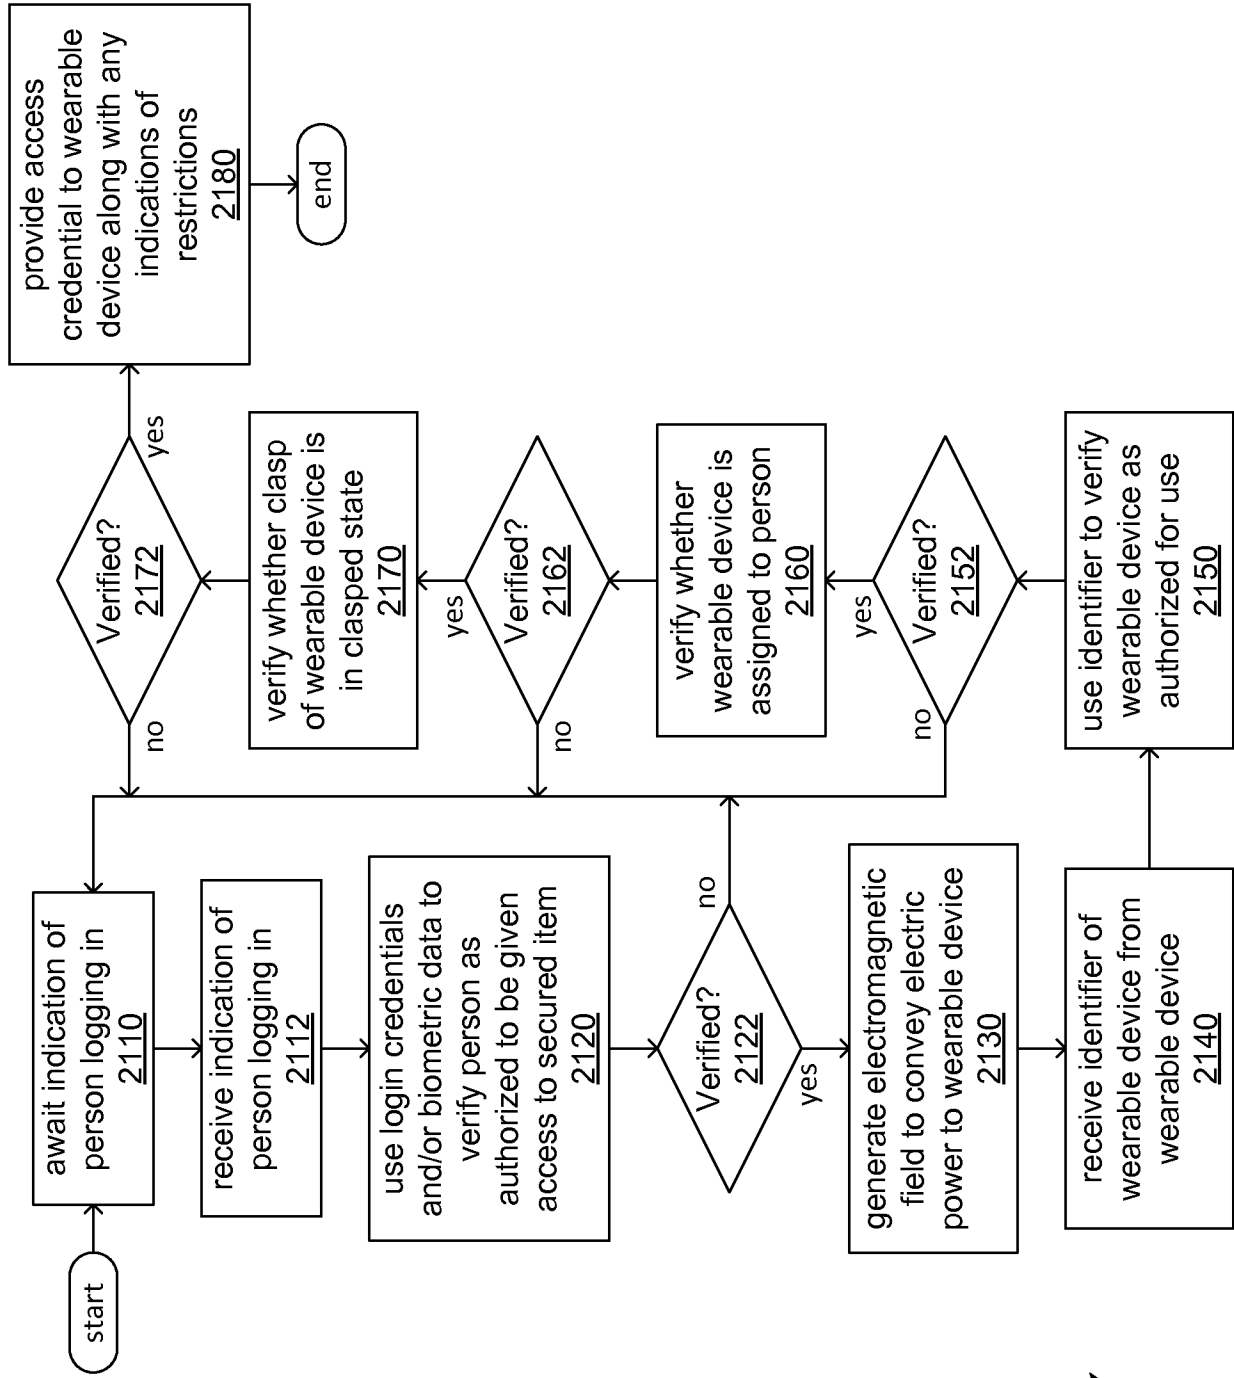 start
await indication of
person logging in
2110
receive indication of
person logging in
2112
use login credentials
and/or biometric data to
verify person as
authorized to be given
access to secured item
2120
Verified?
2122
no
yes
generate electromagnetic
field to convey electric
power to wearable device
2130
receive identifier of
wearable device from
wearable device
2140
use identifier to verify
wearable device as
authorized for use
2150
Verified?
2152
no
yes
verify whether
wearable device is
assigned to person
2160
Verified?
2162
no
yes
verify whether clasp
of wearable device is
in clasped state
2170
Verified?
2172
no
yes
provide access
credential to wearable
device along with any
indications of
restrictions
2180
end